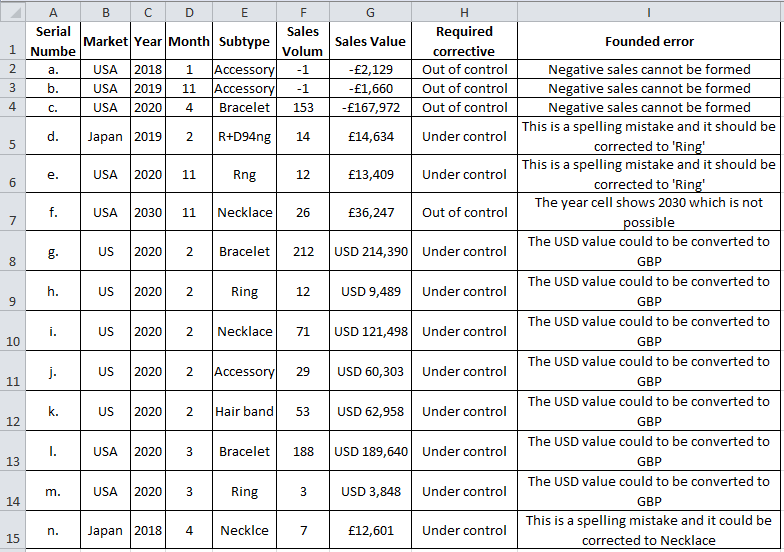 A B C D E F G H I
1 Serial Numbe Market Year Month Subtype Sales Volum Sales Value Required corrective Founded error
2 a. USA 2018 1 Accessory -1 -£2,129 Out of control Negative sales cannot be formed
3 b. USA 2019 11 Accessory -1 -£1,660 Out of control Negative sales cannot be formed
4 c. USA 2020 4 Bracelet 153 -£167,972 Out of control Negative sales cannot be formed
5 d. Japan 2019 2 R+D94ng 14 £14,634 Under control This is a spelling mistake and it should be
corrected to 'Ring'
6 e. USA 2020 11 Rng 12 £13,409 Under control This is a spelling mistake and it should be
corrected to 'Ring'
7 f. USA 2030 11 Necklace 26 £36,247 Out of control The year cell shows 2030 which is not
possible
8 g. US 2020 2 Bracelet 212 USD 214,390 Under control The USD value could to be converted to
GBP
9 h. US 2020 2 Ring 12 USD 9,489 Under control The USD value could to be converted to
GBP
10 i. US 2020 2 Necklace 71 USD 121,498 Under control The USD value could to be converted to
GBP
11 j. US 2020 2 Accessory 29 USD 60,303 Under control The USD value could to be converted to
GBP
12 k. US 2020 2 Hair band 53 USD 62,958 Under control The USD value could to be converted to
GBP
13 l. USA 2020 3 Bracelet 188 USD 189,640 Under control The USD value could to be converted to
GBP
14 m. USA 2020 3 Ring 3 USD 3,848 Under control The USD value could to be converted to
GBP
15 n. Japan 2018 4 Necklce 7 £12,601 Under control This is a spelling mistake and it could be
corrected to Necklace